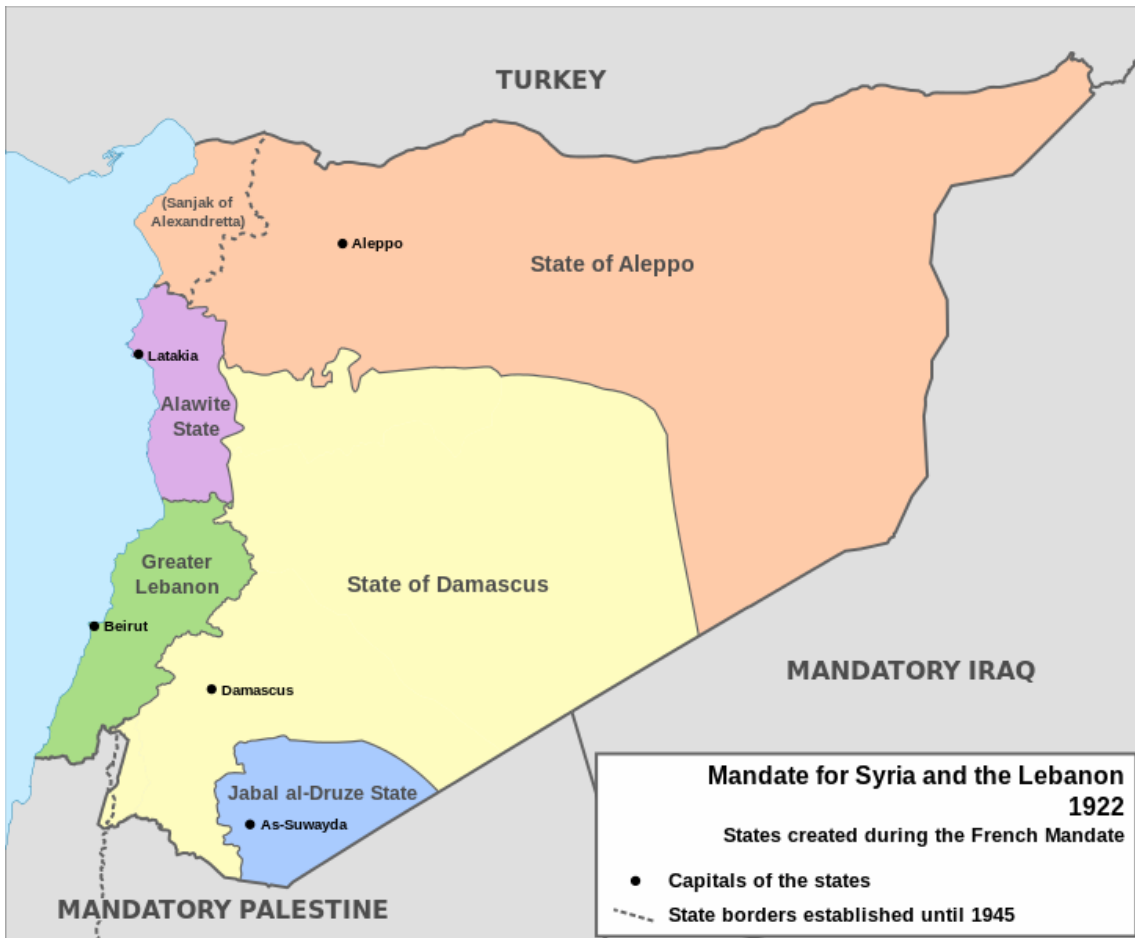 TURKEY
(Sanjak of
Alexandretta)
Aleppo
State of Aleppo
Latakia
Alawite
State
Greater
Lebanon
State of Damascus
Beirut
MANDATORY IRAQ
Damascus
Jabal al-Druze State
As-Suwayda
MANDATORY PALESTINE
Mandate for Syria and the Lebanon
1922
States created during the French Mandate
Capitals of the states
State borders established until 1945